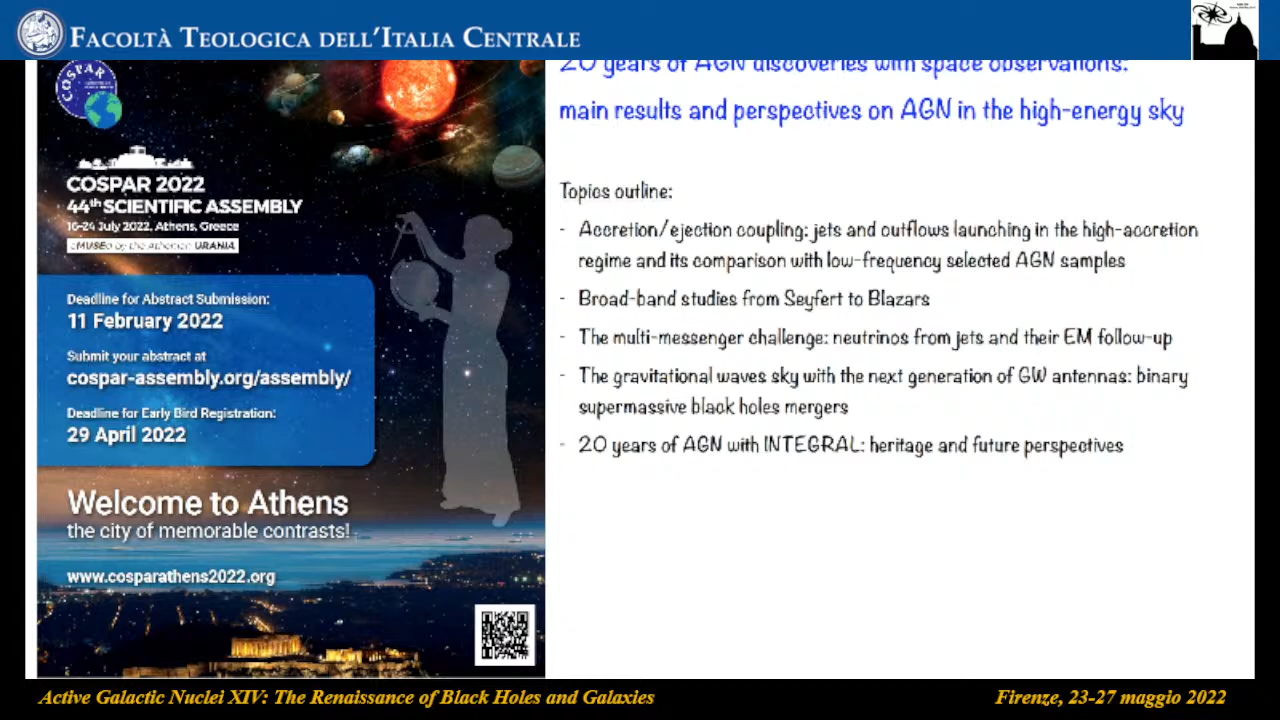 FACOLTÀ TEOLOGICA DELL'ITALIA CENTRALE
COSPAR
COSPAR 2022
44th SCIENTIFIC ASSEMBLY
16-24 July 2022, Athens, Greece
aMUSEd by the Athenian URANIA
Deadline for Abstract Submission:
11 February 2022
Submit your abstract at
cospar-assembly.org/assembly/
Deadline for Early Bird Registration:
29 April 2022
Welcome to Athens
the city of memorable contrasts!
www.cosparathens2022.org
20 years of AGN discoveries with space observations:
main results and perspectives on AGN in the high-energy sky
Topics outline:
- Accretion/ejection coupling: jets and outflows launching in the high-accretion
regime and its comparison with low-frequency selected AGN samples
- Broad-band studies from Seyfert to Blazars
- The multi-messenger challenge: neutrinos from jets and their EM follow-up
- The gravitational waves sky with the next generation of GW antennas: binary
supermassive black holes mergers
- 20 years of AGN with INTEGRAL: heritage and future perspectives
Active Galactic Nuclei XIV: The Renaissance of Black Holes and Galaxies
Firenze, 23-27 maggio 2022